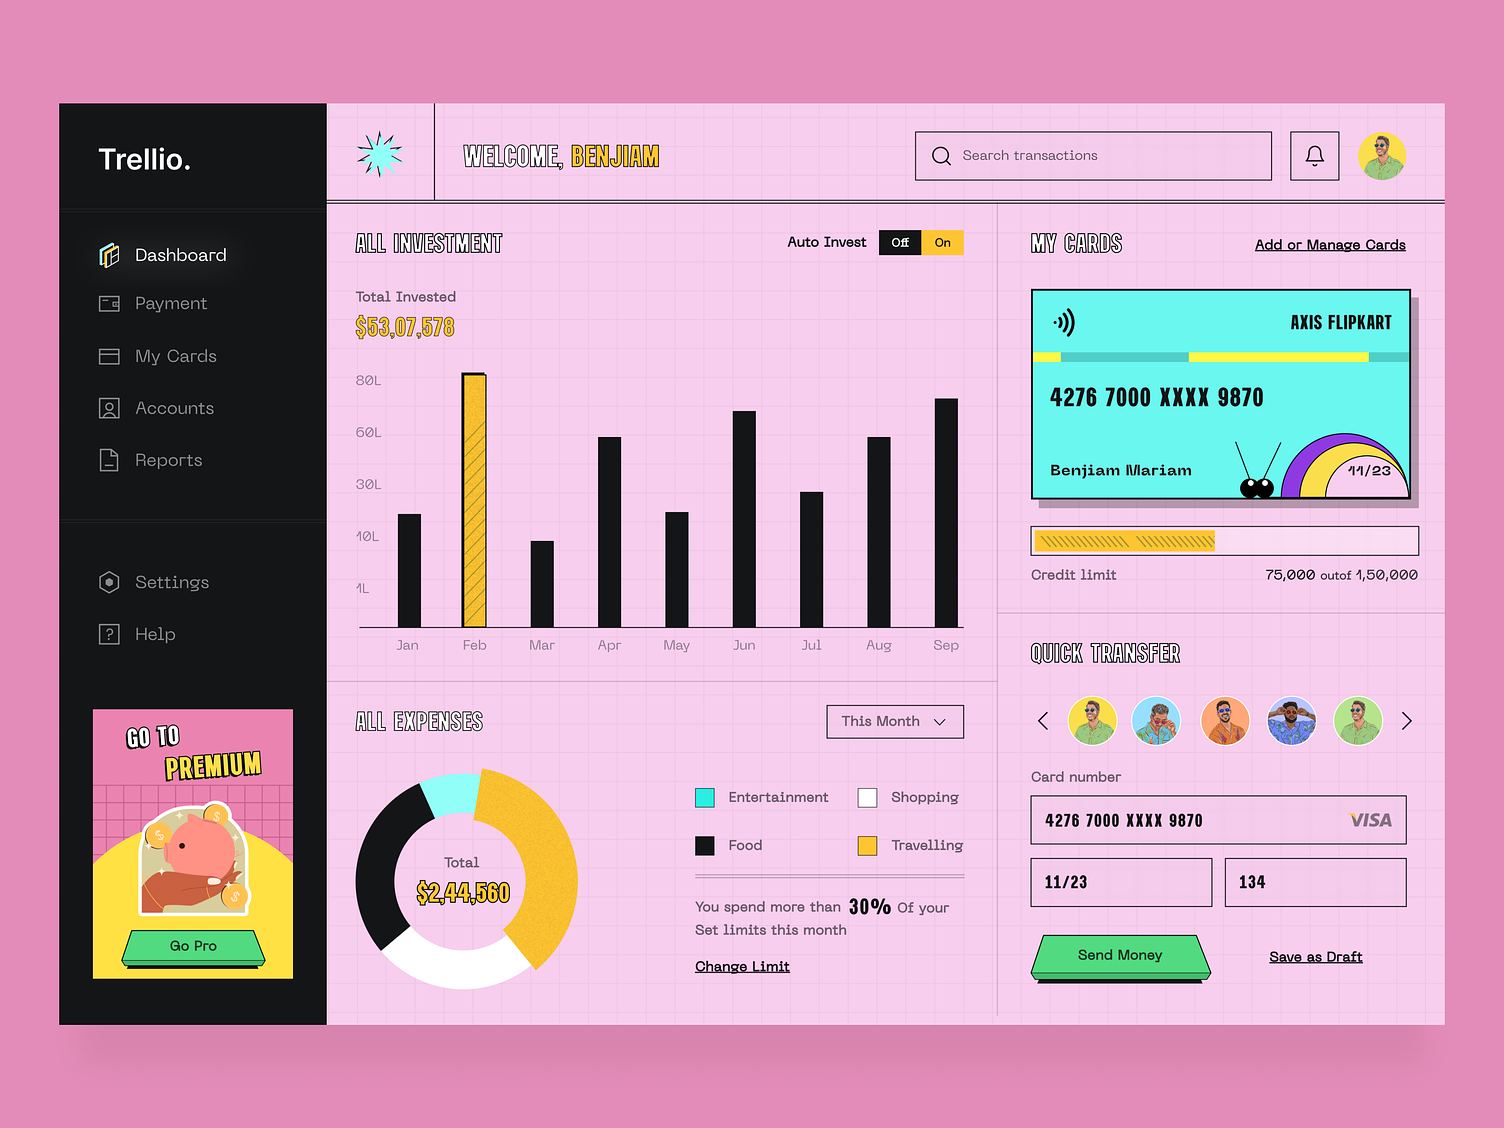 Trellio.
Dashboard
Payment
My Cards
Accounts
Reports
Settings
Help
GO TO
PREMIUM
$
$
$
Go Pro
WELCOME, BENJIAM
Search transactions
ALL INVESTMENT
Auto Invest Off On
Total Invested
$53,07,578
80L
60L
30L
10L
1L
Jan Feb Mar Apr May Jun Jul Aug Sep
ALL EXPENSES
This Month
Total
$2,44,560
Entertainment Shopping
Food Travelling
You spend more than 30% Of your
Set limits this month
Change Limit
MY CARDS
Add or Manage Cards
AXIS FLIPKART
4276 7000 XXXX 9870
Benjiam Mariam 11/23
Credit limit 75,000 outof 1,50,000
QUICK TRANSFER
Card number
4276 7000 XXXX 9870 VISA
11/23 134
Send Money Save as Draft